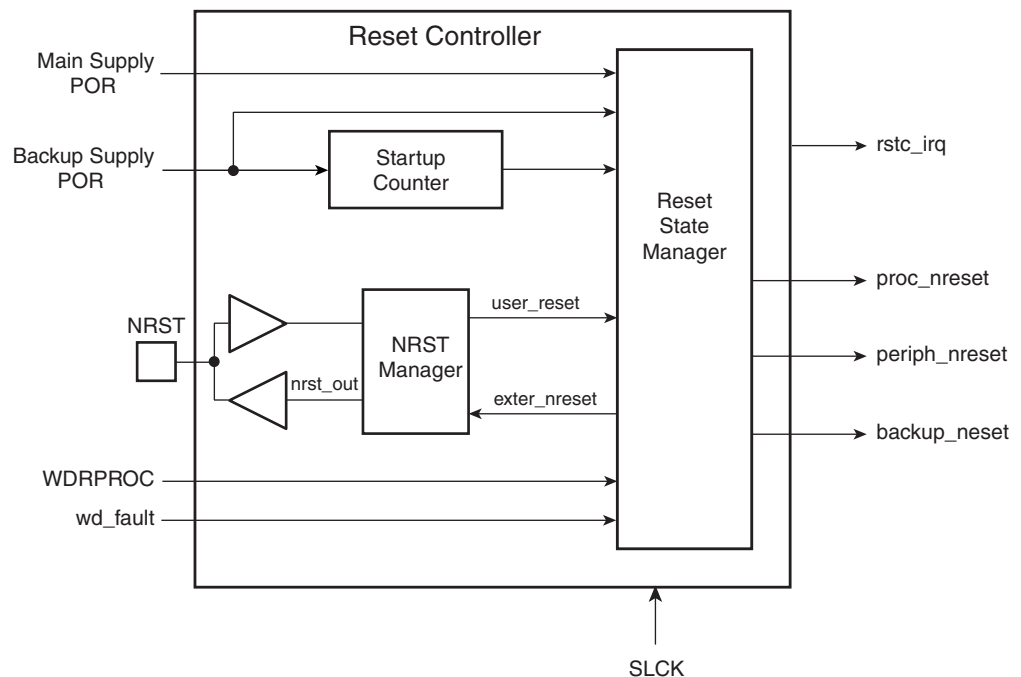 Reset Controller
Main Supply
POR
Backup Supply
POR
Startup
Counter
Reset
State
Manager
rstc_irq
proc_nreset
periph_nreset
backup_neset
NRST
NRST
Manager
user_reset
nrst_out
exter_nreset
WDRPROC
wd_fault
SLCK